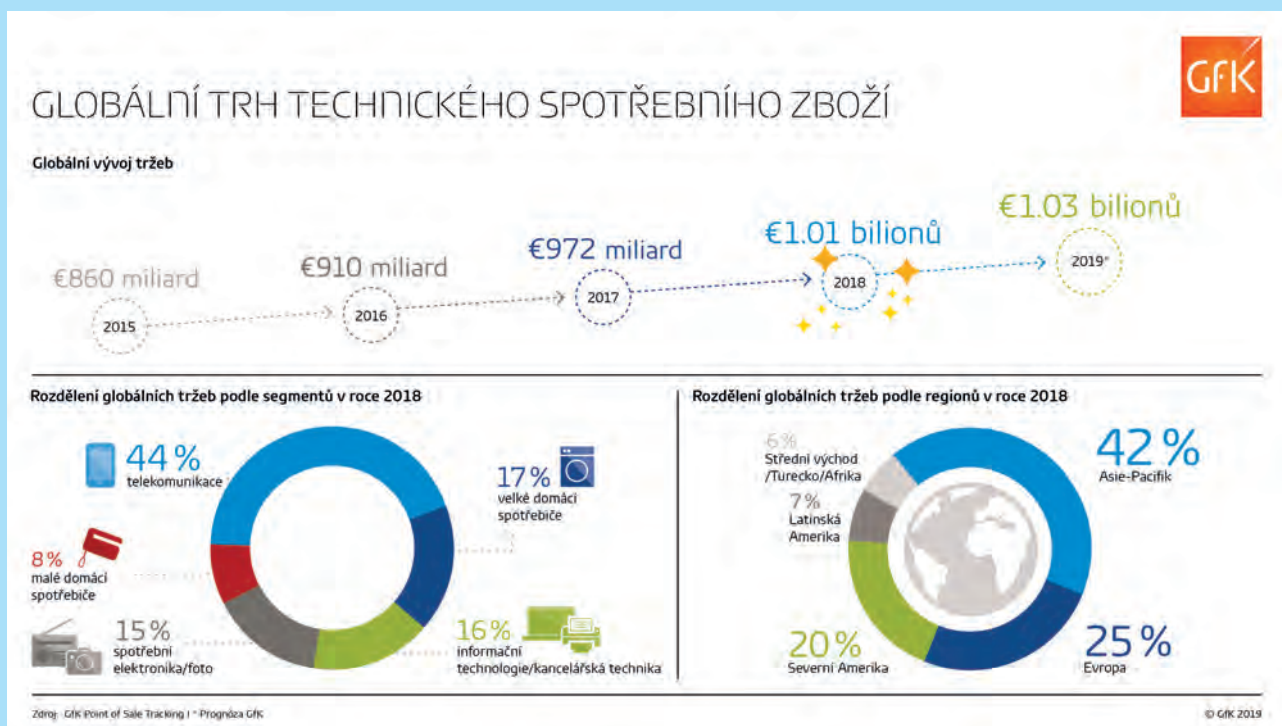 GfK
GLOBÁLNÍ TRH TECHNICKÉHO SPOTŘEBNÍHO ZBOŽÍ
Globální vývoj tržeb
€860 miliard
2015
€910 miliard
2016
€972 miliard
2017
€1.01 bilionů
2018
€1.03 bilionů
2019*
Rozdělení globálních tržeb podle segmentů v roce 2018
44 %
telekomunikace
17 %
velké domácí
spotřebiče
8 %
malé domácí
spotřebiče
15 %
spotřební
elektronika/foto
16 %
informační
technologie/kancelářská technika
Rozdělení globálních tržeb podle regionů v roce 2018
6 %
Střední východ
/Turecko/Afrika
42 %
Asie-Pacifik
7 %
Latinská
Amerika
20 %
Severní Amerika
25 %
Evropa
Zdroj: GfK Point of Sale Tracking I * Prognóza GfK
© GfK 2019